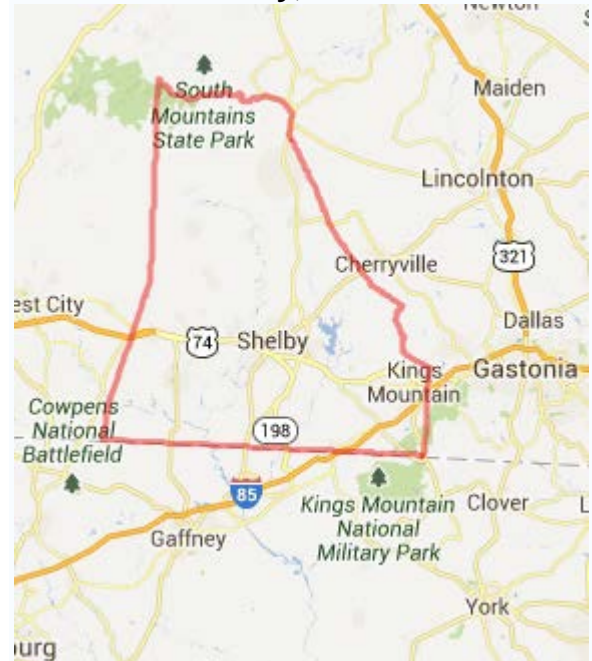 Newton
South
Mountains
State Park
Maiden
Lincolnton
321
Cherryville
est City
Dallas
74
Shelby
Kings
Mountain
Gastonia
Cowpens
National
Battlefield
198
85
Kings Mountain
National
Military Park
Clover
L
Gaffney
York
urg